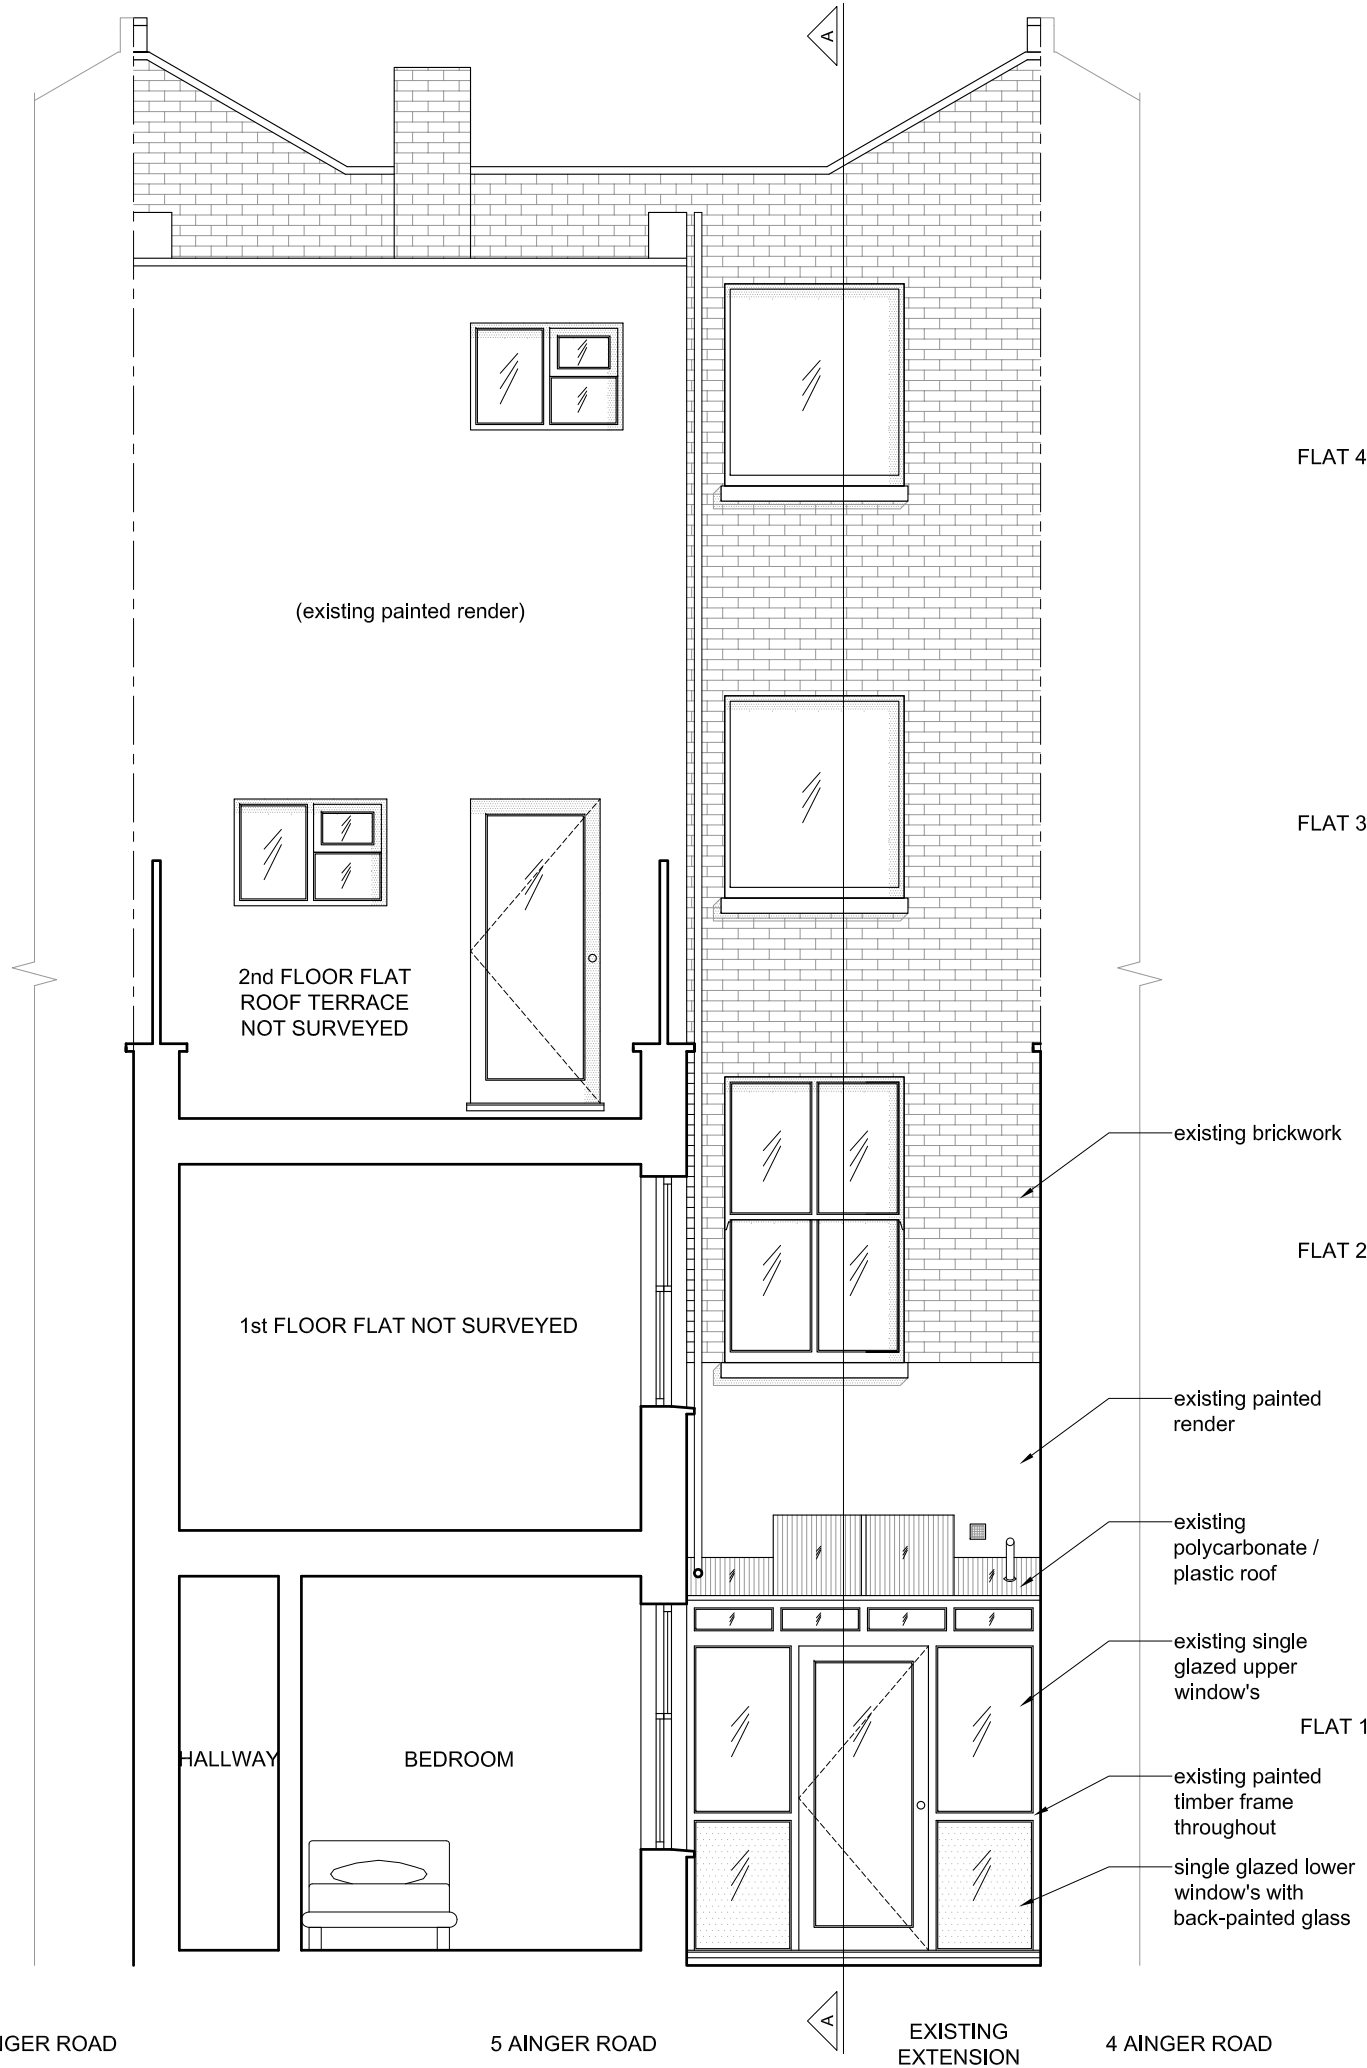 A
FLAT 4
(existing painted render)
FLAT 3
2nd FLOOR FLAT
ROOF TERRACE
NOT SURVEYED
existing brickwork
FLAT 2
1st FLOOR FLAT NOT SURVEYED
existing painted
render
existing
polycarbonate /
plastic roof
existing single
glazed upper
window's
FLAT 1
HALLWAY
BEDROOM
existing painted
timber frame
throughout
single glazed lower
window's with
back-painted glass
A
NGER ROAD
5 AINGER ROAD
EXISTING
EXTENSION
4 AINGER ROAD